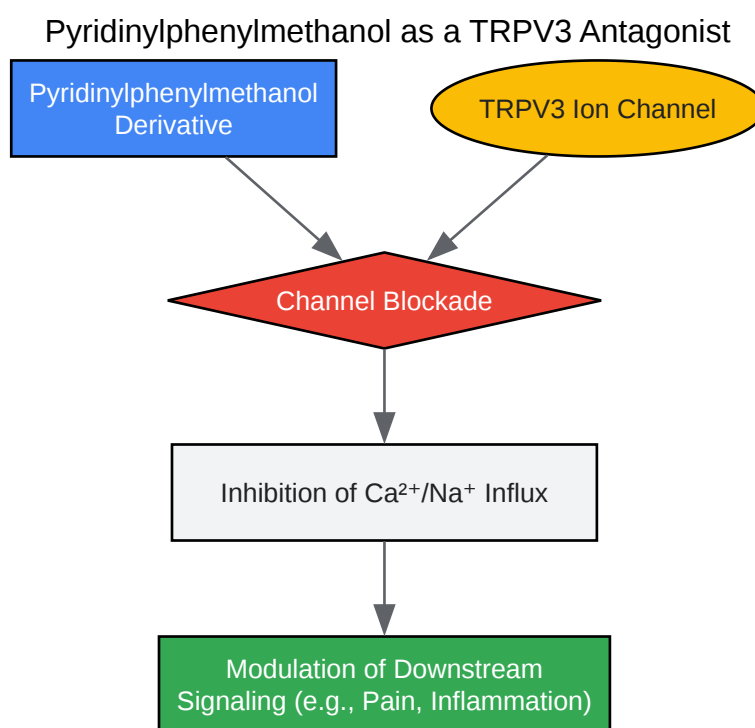 Pyridinylphenylmethanol as a TRPV3 Antagonist
Pyridinylphenylmethanol
Derivative
TRPV3 Ion Channel
Channel Blockade
Inhibition of Ca²⁺/Na⁺ Influx
Modulation of Downstream
Signaling (e.g., Pain, Inflammation)